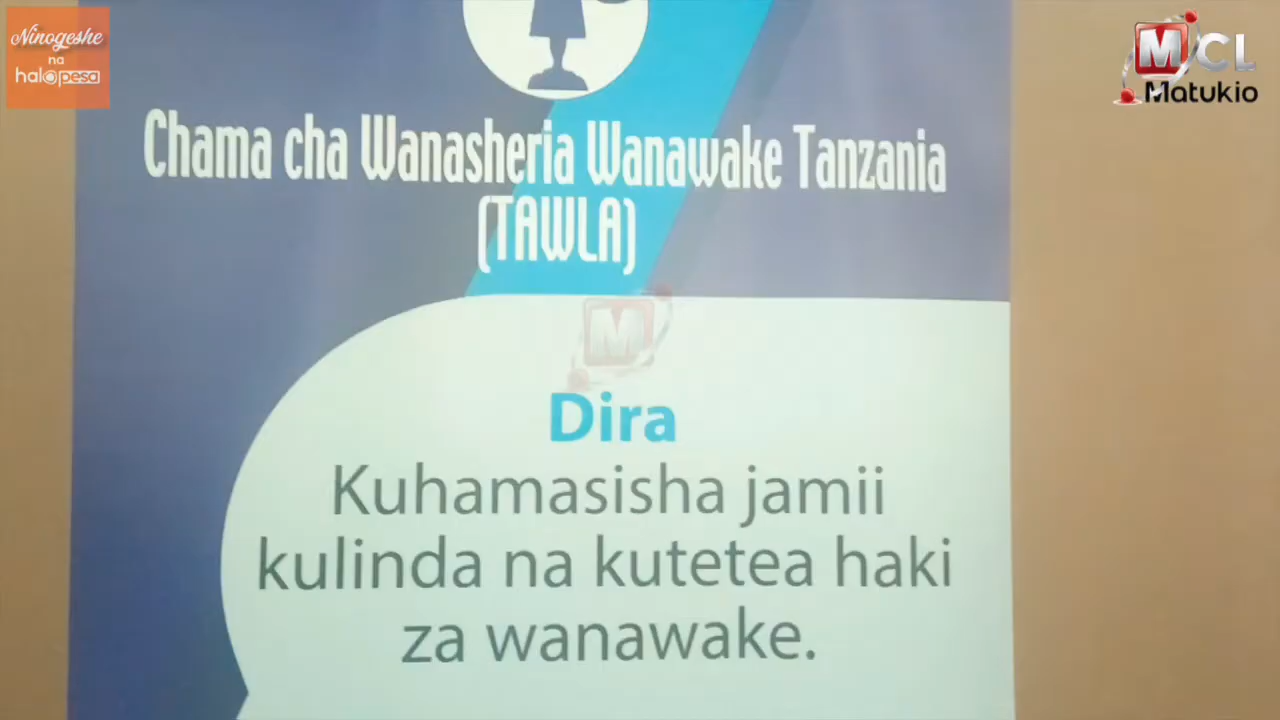 Ninogeshe
na
halopesa
MCL
Matukio
Chama cha Wanasheria Wanawake Tanzania
(TAWLA)
M
Dira
Kuhamasisha jamii
kulinda na kutetea haki
za wanawake.